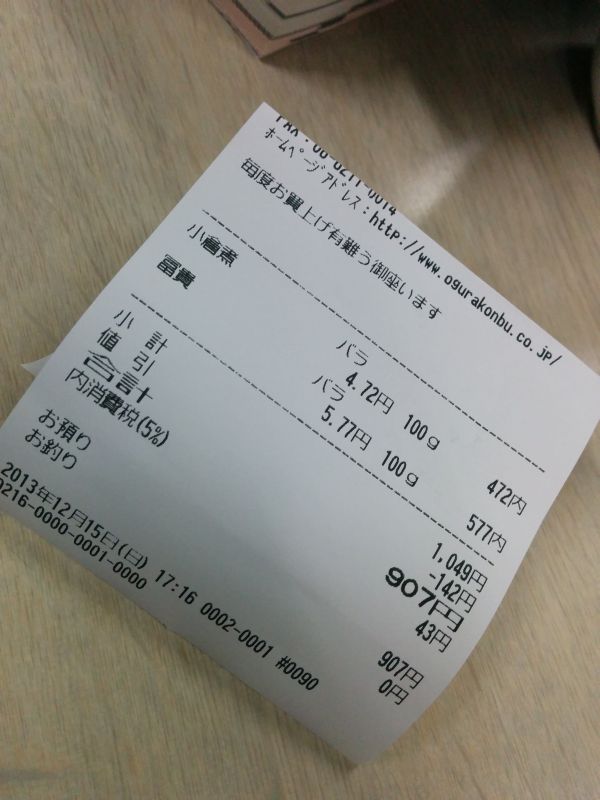 FAX：06-6211-0014
ホームページアドレス：http://www.ogurakonbu.co.jp/
毎度お買上げ有難う御座います
小倉煮
バラ
4.72円 100g 472内
冨貴
バラ
5.77円 100g 577内
小 計 1,049円
値 引 -142円
合計 907円
内消費税(5%) 43円
お預り 907円
お釣り 0円
2013年12月15日(日) 17:16 0002-0001 #0090
0216-0000-0001-0000